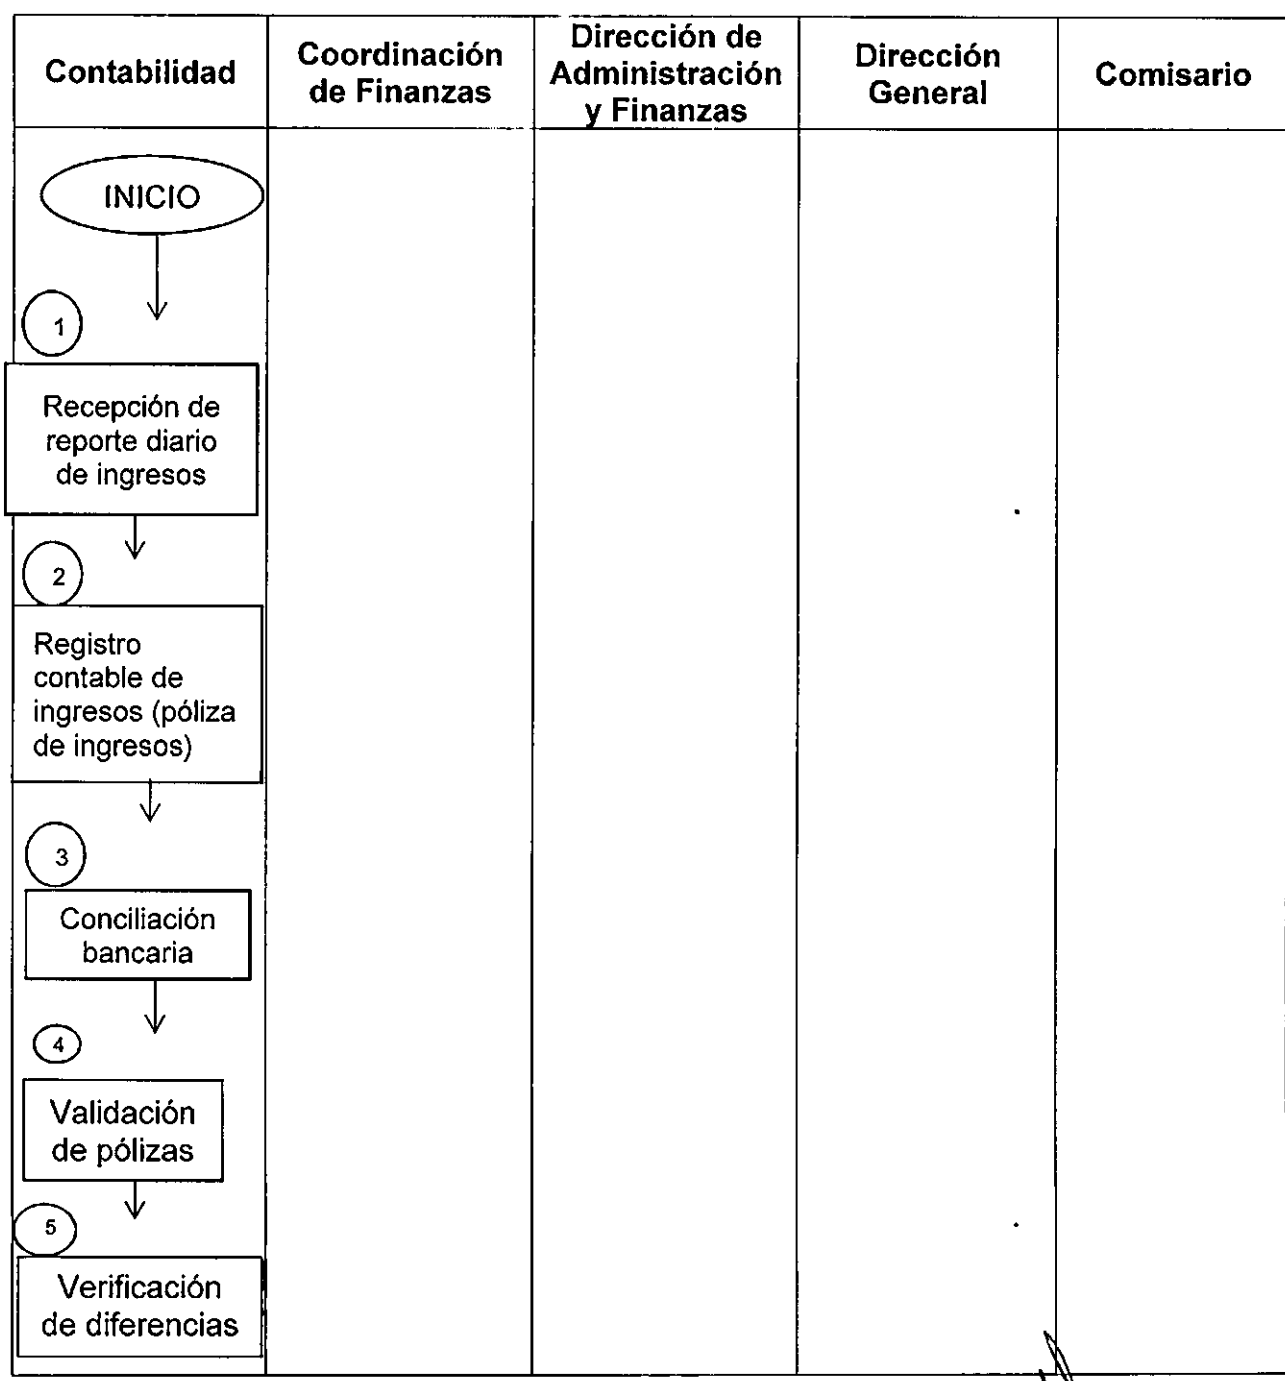 Contabilidad
Coordinación
de Finanzas
Dirección de
Administración
y Finanzas
Dirección
General
Comisario
INICIO
1
Recepción de
reporte diario
de ingresos
2
Registro
contable de
ingresos (póliza
de ingresos)
3
Conciliación
bancaria
4
Validación
de pólizas
5
Verificación
de diferencias